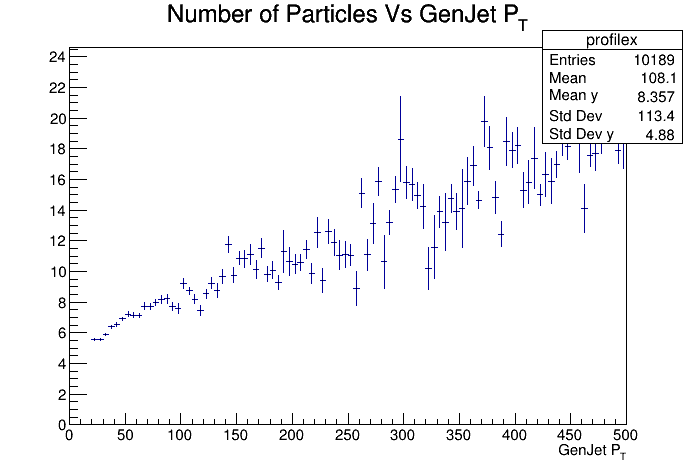 Number of Particles Vs GenJet PT
profilex
Entries 10189
Mean 108.1
Mean y 8.357
Std Dev 113.4
Std Dev y 4.88
24
22
20
18
16
14
12
10
8
6
4
2
0
0 50 100 150 200 250 300 350 400 450 500
GenJet PT